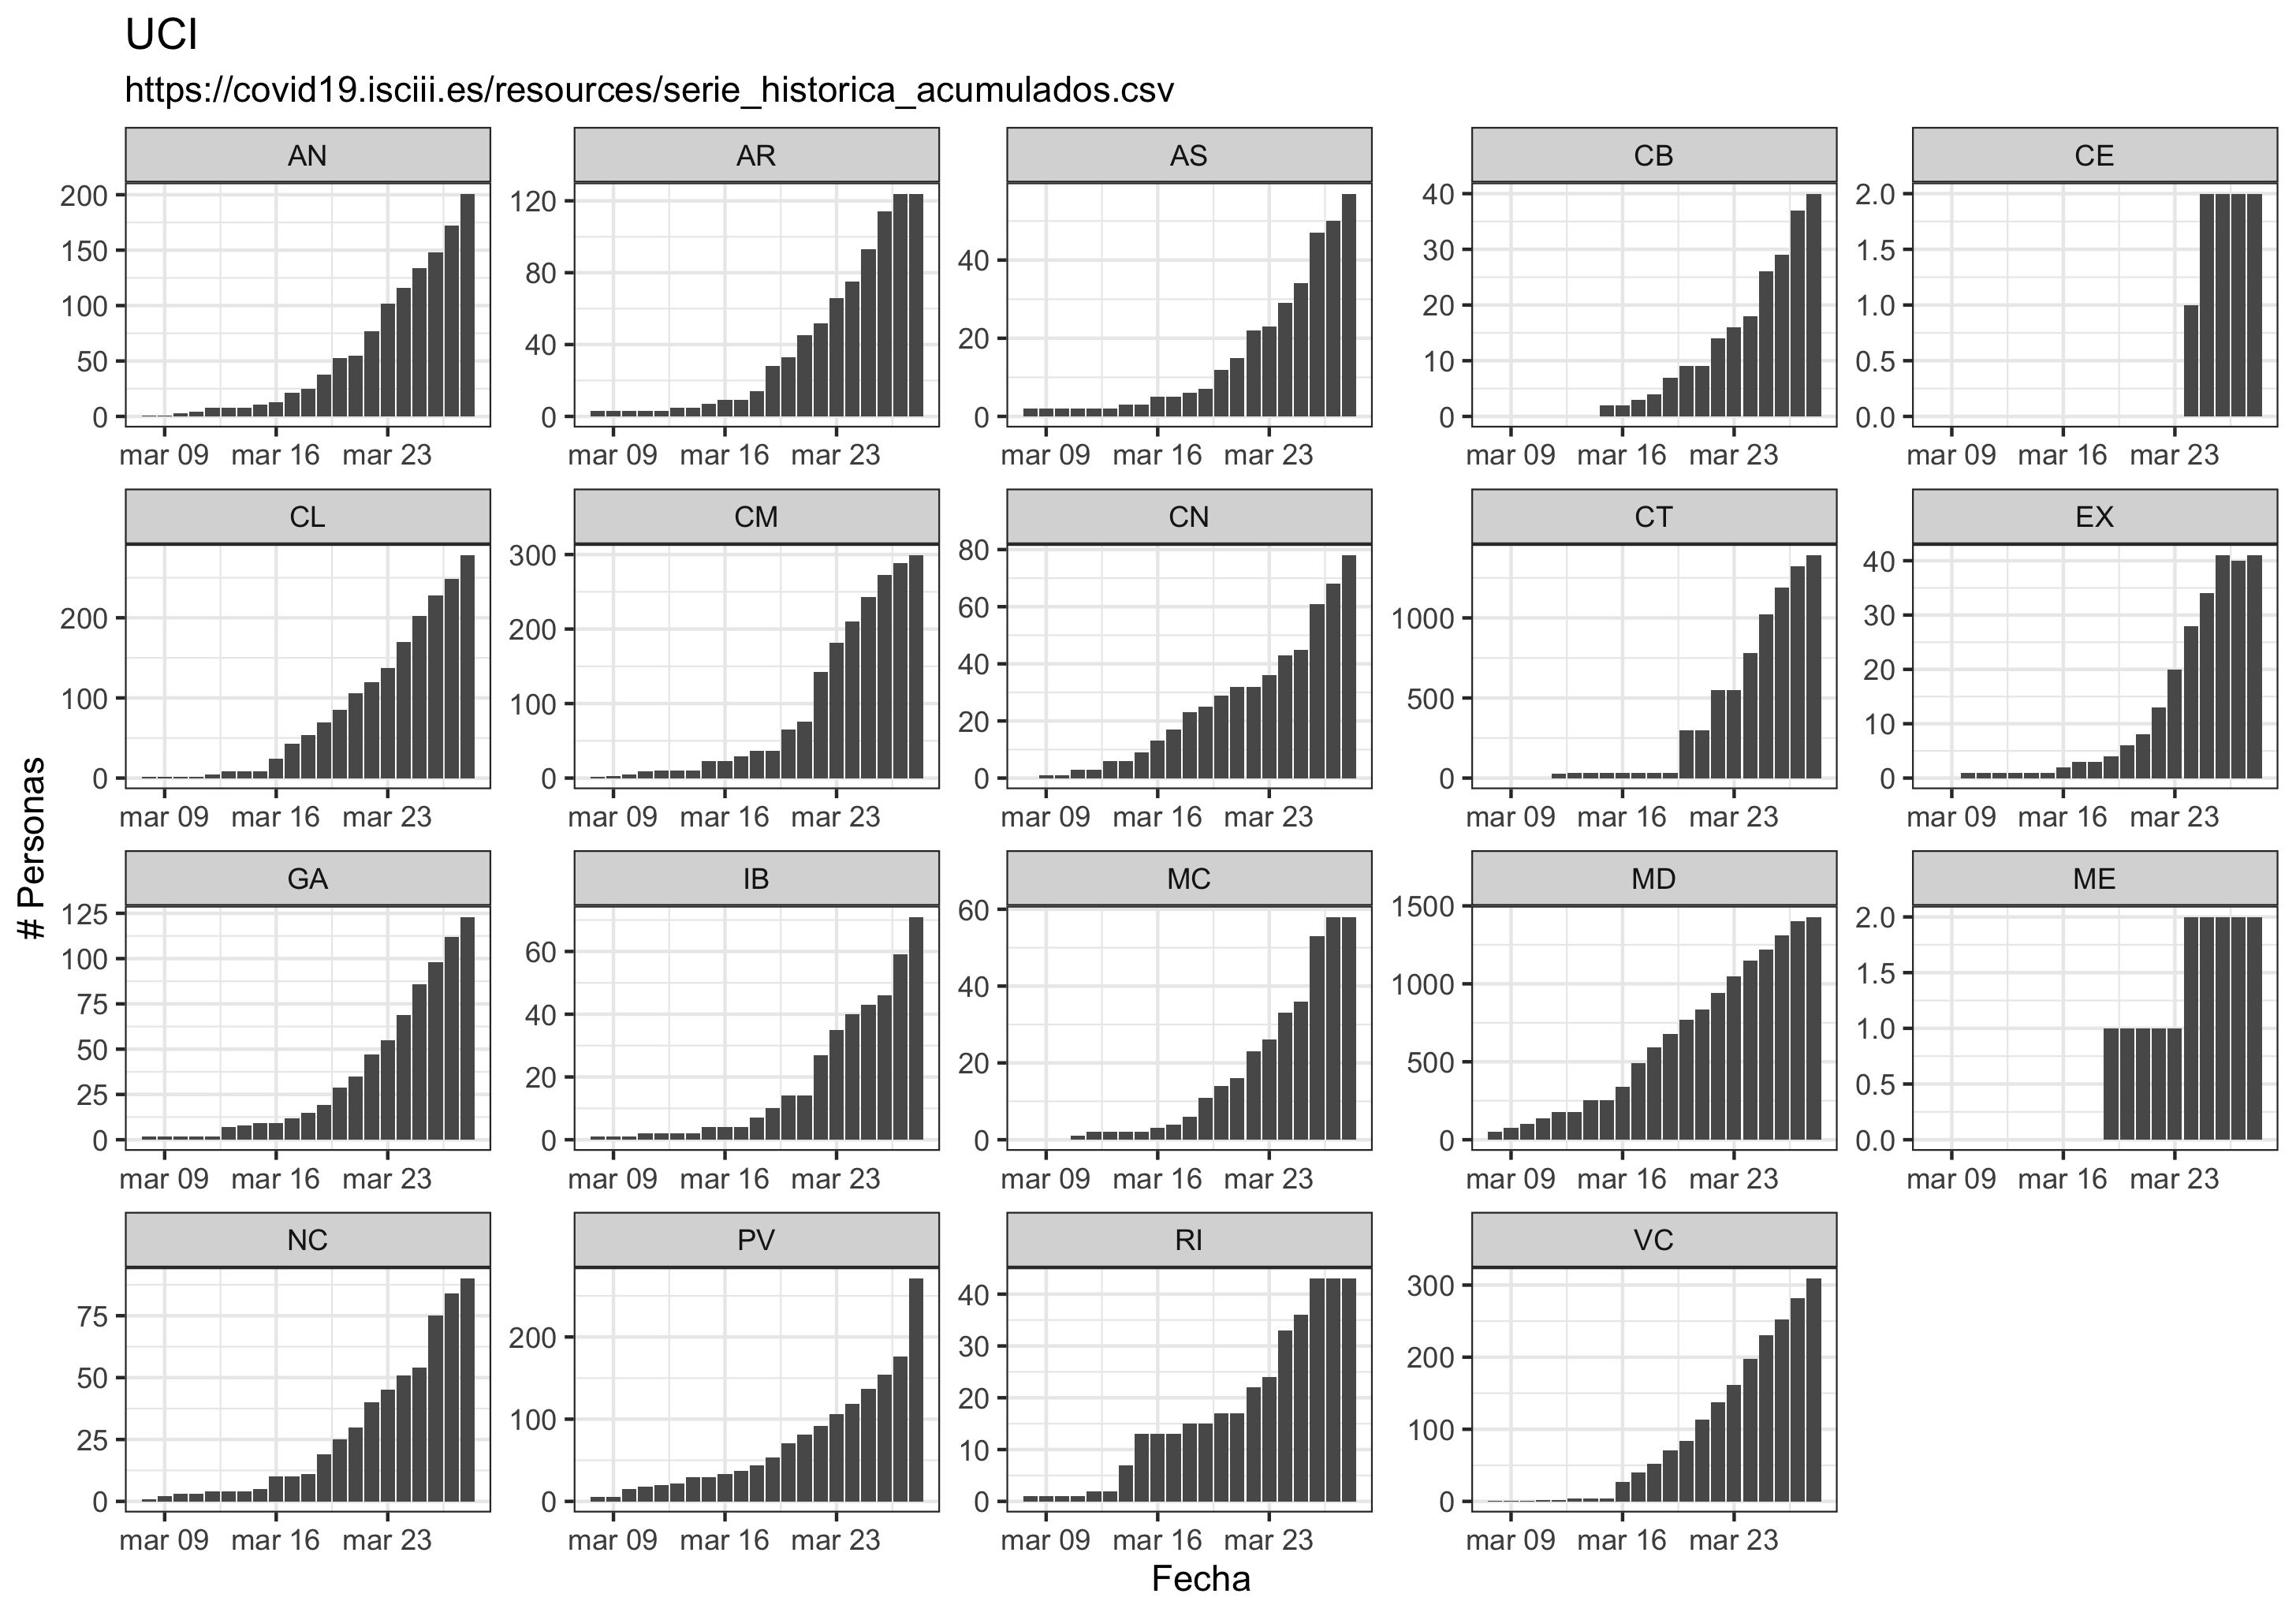 UCI
https://covid19.isciii.es/resources/serie_historica_acumulados.csv
AN AR AS CB CE
200 150 100 50 0
120 80 40 0
40 20 0
40 30 20 10 0
2.0 1.5 1.0 0.5 0.0
mar 09 mar 16 mar 23 mar 09 mar 16 mar 23 mar 09 mar 16 mar 23 mar 09 mar 16 mar 23 mar 09 mar 16 mar 23
CL CM CN CT EX
200 100 0
300 200 100 0
80 60 40 20 0
1000 500 0
40 30 20 10 0
mar 09 mar 16 mar 23 mar 09 mar 16 mar 23 mar 09 mar 16 mar 23 mar 09 mar 16 mar 23 mar 09 mar 16 mar 23
# Personas
GA IB MC MD ME
125 100 75 50 25 0
60 40 20 0
60 40 20 0
1500 1000 500 0
2.0 1.5 1.0 0.5 0.0
mar 09 mar 16 mar 23 mar 09 mar 16 mar 23 mar 09 mar 16 mar 23 mar 09 mar 16 mar 23 mar 09 mar 16 mar 23
NC PV RI VC
75 50 25 0
200 100 0
40 30 20 10 0
300 200 100 0
mar 09 mar 16 mar 23 mar 09 mar 16 mar 23 mar 09 mar 16 mar 23 mar 09 mar 16 mar 23
Fecha